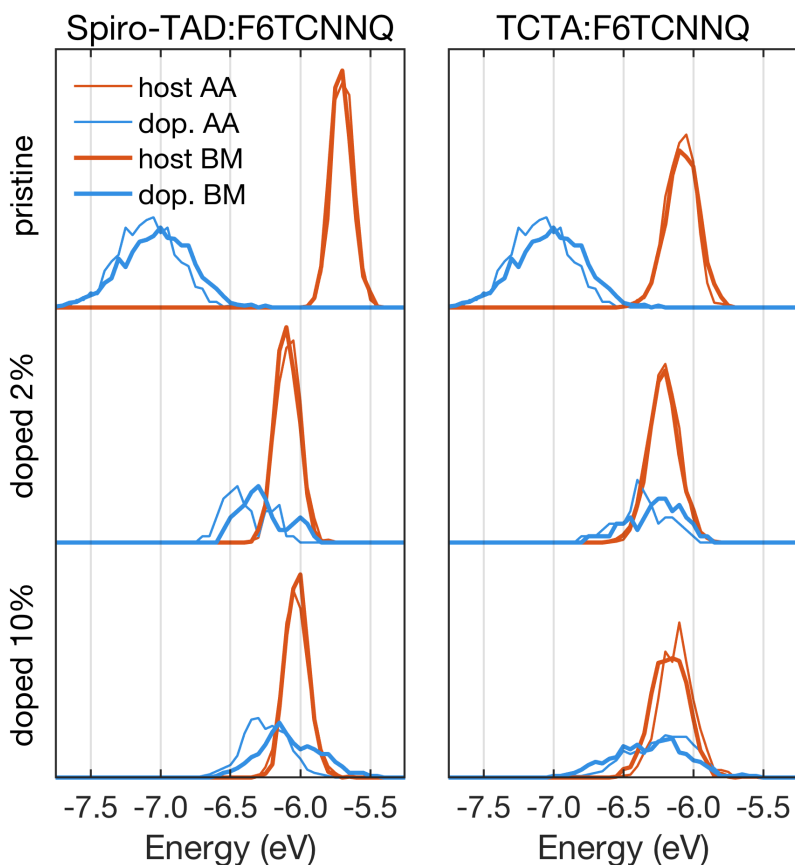 Spiro-TAD:F6TCNNQ
TCTA:F6TCNNQ
host AA
dop. AA
host BM
dop. BM
pristine
doped 2%
doped 10%
-7.5 -7.0 -6.5 -6.0 -5.5
-7.5 -7.0 -6.5 -6.0 -5.5
Energy (eV)
Energy (eV)